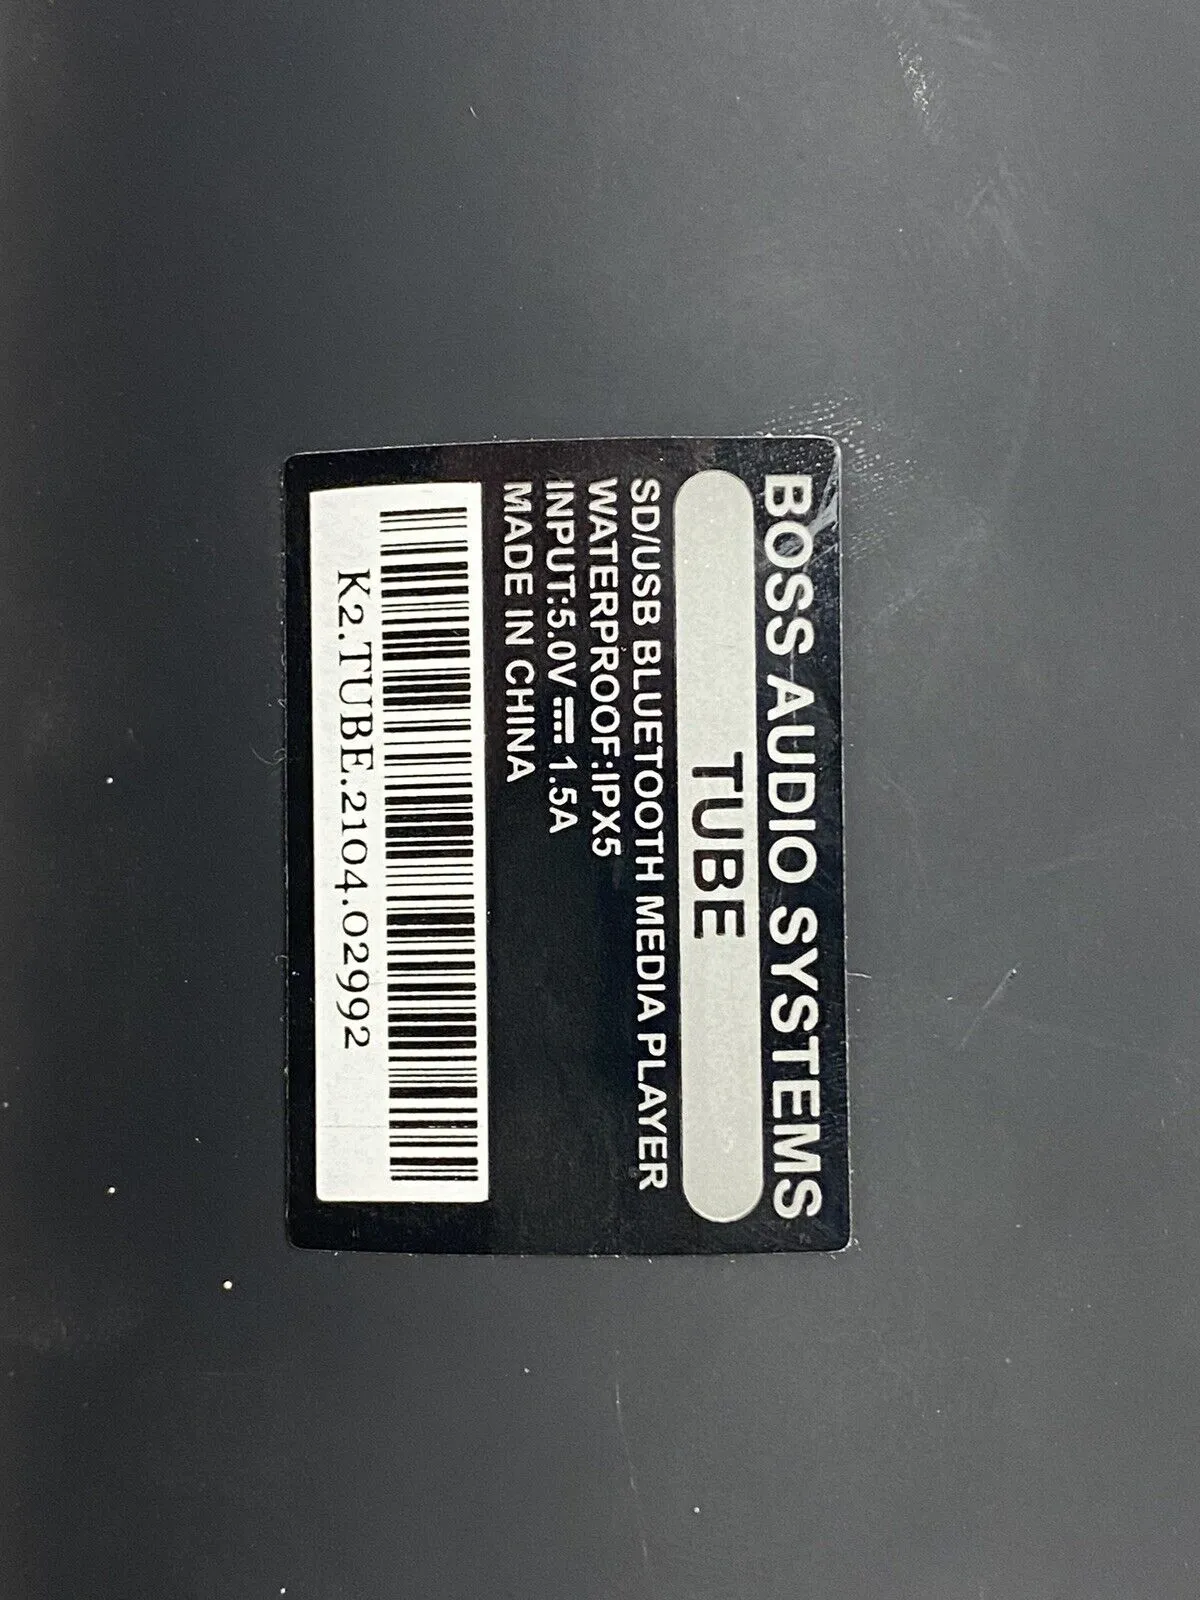 BOSS AUDIO SYSTEMS
TUBE
SD/USB BLUETOOTH MEDIA PLAYER
WATERPROOF:IPX5
INPUT:5.0V ⎓ 1.5A
MADE IN CHINA
K2.TUBE.2104.02992